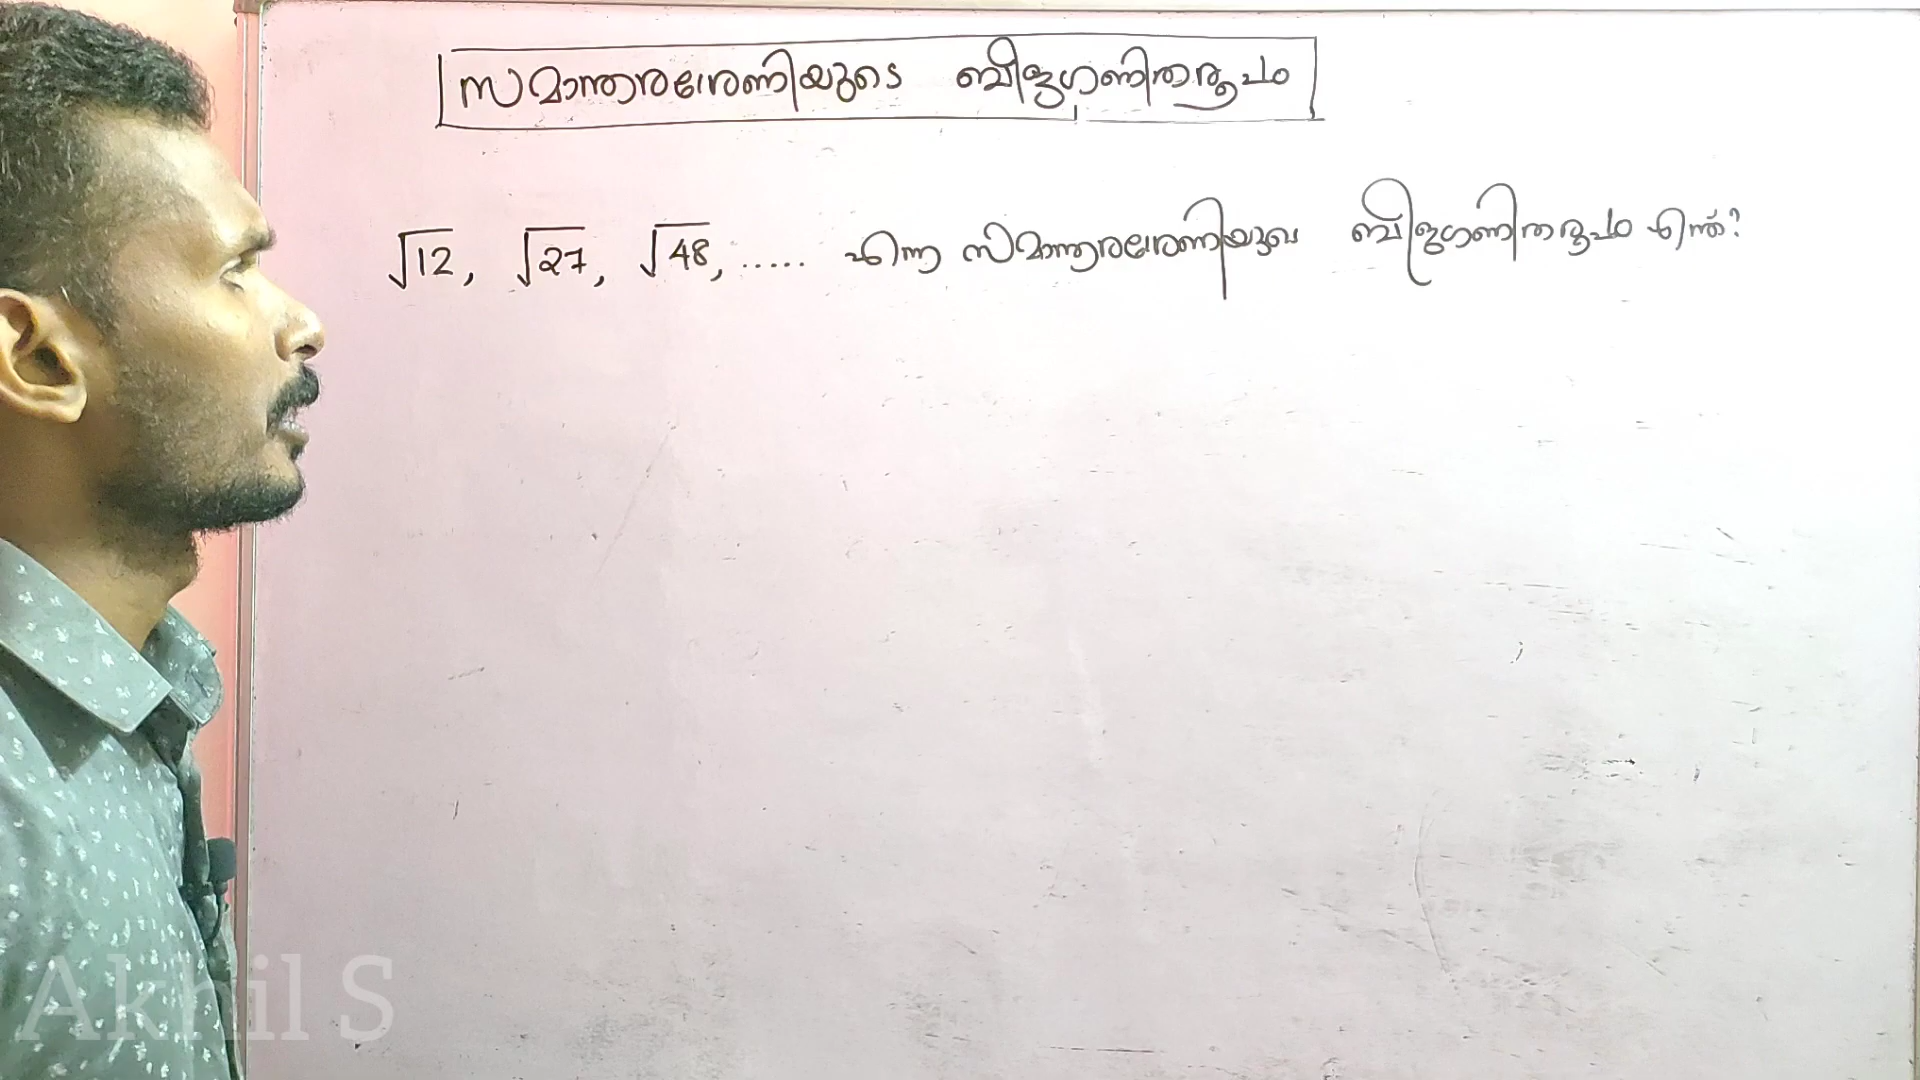 സമാന്തരശ്രേണിയുടെ ബീജഗണിതരൂപം
√12, √27, √48, ..... എന്ന സമാന്തരശ്രേണിയുടെ ബീജഗണിതരൂപം എന്ത്?
Akhil S